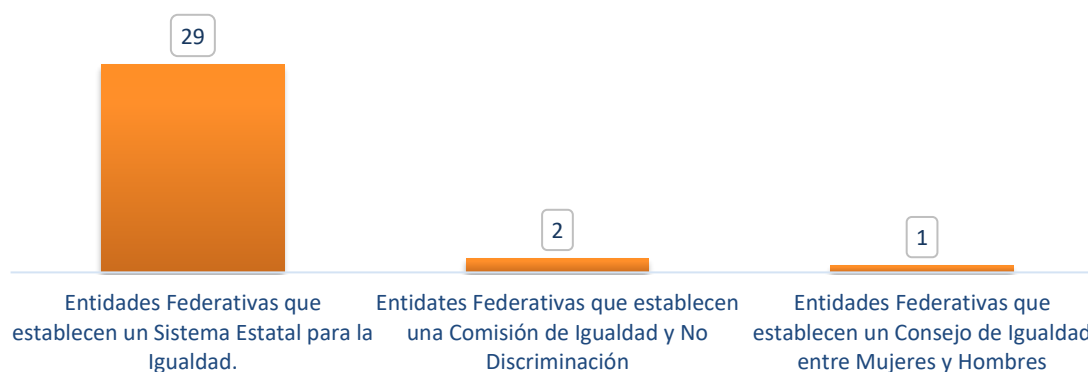 29
2
1
Entidades Federativas que
establecen un Sistema Estatal para la
Igualdad.
Entidates Federativas que establecen
una Comisión de Igualdad y No
Discriminación
Entidades Federativas que
establecen un Consejo de Igualdad
entre Mujeres y Hombres